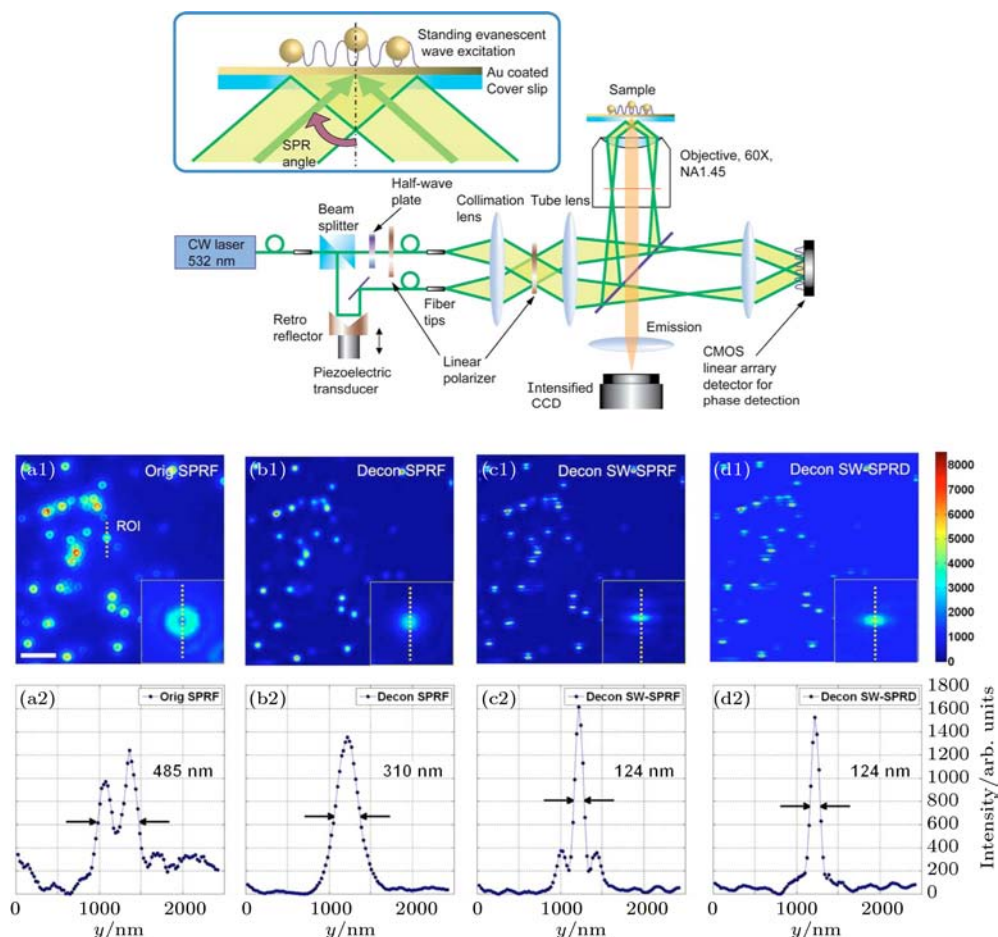 Standing evanescent
wave excitation
Au coated
Cover slip
SPR
angle
Sample
Objective, 60X,
NA1.45
Half-wave
plate
Beam
splitter
Collimation
lens
Tube lens
CW laser
532 nm
Retro
reflector
Fiber
tips
Linear
polarizer
Piezoelectric
transducer
Emission
Intensified
CCD
CMOS
linear arrary
detector for
phase detection
(a1) Orig SPRF
ROI
(b1) Decon SPRF
(c1) Decon SW-SPRF
(d1) Decon SW-SPRD
8000
7000
6000
5000
4000
3000
2000
1000
0
(a2) Orig SPRF
485 nm
(b2) Decon SPRF
310 nm
(c2) Decon SW-SPRF
124 nm
(d2) Decon SW-SPRD
124 nm
1800
1600
1400
1200
1000
800
600
400
200
0
Intensity/arb. units
0 1000 2000
0 1000 2000
0 1000 2000
0 1000 2000
y/nm
y/nm
y/nm
y/nm